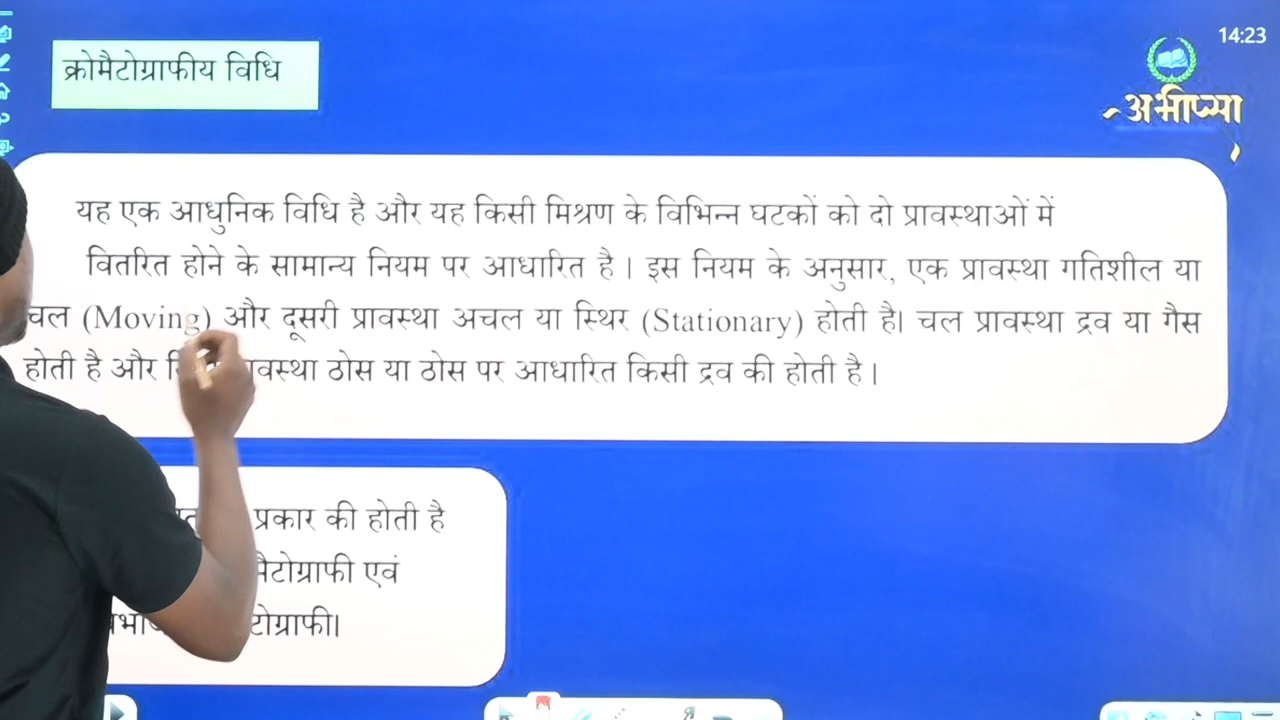 14:23
क्रोमैटोग्राफीय विधि
अभीप्सा
यह एक आधुनिक विधि है और यह किसी मिश्रण के विभिन्न घटकों को दो प्रावस्थाओं में
वितरित होने के सामान्य नियम पर आधारित है। इस नियम के अनुसार, एक प्रावस्था गतिशील या
चल (Moving) और दूसरी प्रावस्था अचल या स्थिर (Stationary) होती है। चल प्रावस्था द्रव या गैस
होती है और ठोस या ठोस पर आधारित किसी द्रव की होती है।
प्रकार की होती है
एवं